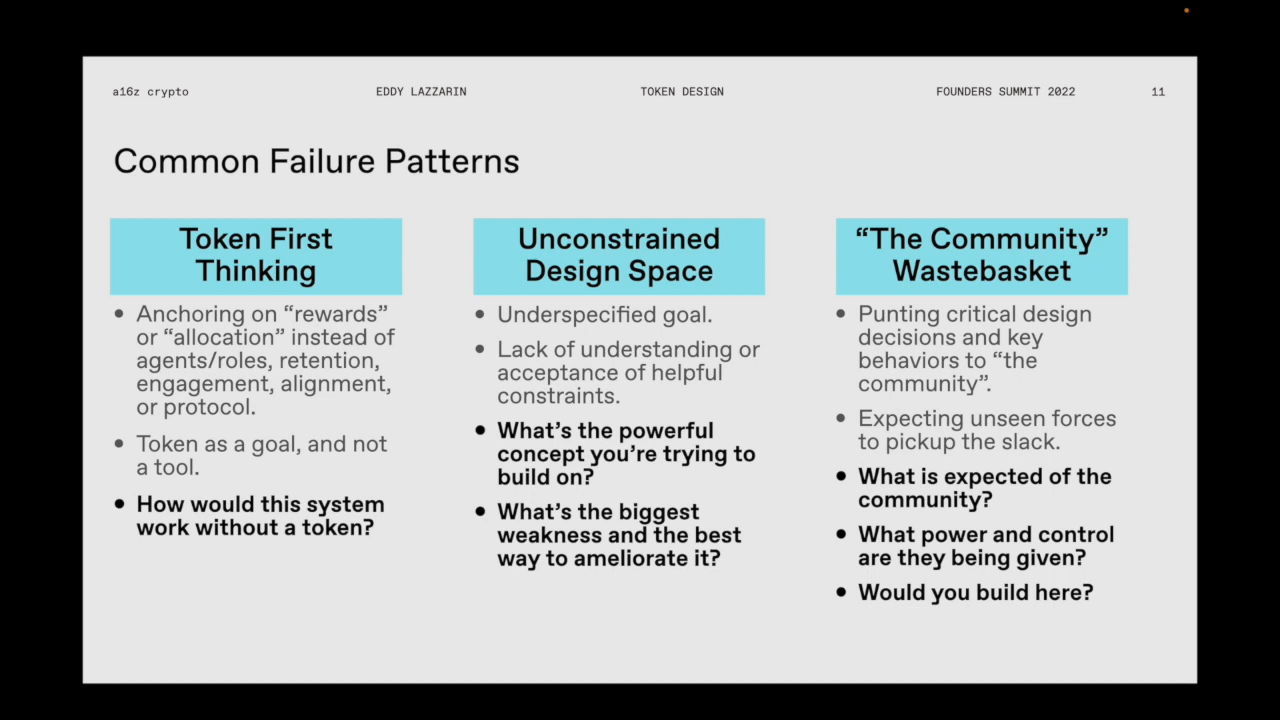 a16z crypto
EDDY LAZZARIN
TOKEN DESIGN
FOUNDERS SUMMIT 2022
11
Common Failure Patterns
Token First
Thinking
• Anchoring on “rewards”
or “allocation” instead of
agents/roles, retention,
engagement, alignment,
or protocol.
• Token as a goal, and not
a tool.
• How would this system
work without a token?
Unconstrained
Design Space
• Underspecified goal.
• Lack of understanding or
acceptance of helpful
constraints.
• What’s the powerful
concept you’re trying to
build on?
• What’s the biggest
weakness and the best
way to ameliorate it?
“The Community”
Wastebasket
• Punting critical design
decisions and key
behaviors to “the
community”.
• Expecting unseen forces
to pickup the slack.
• What is expected of the
community?
• What power and control
are they being given?
• Would you build here?